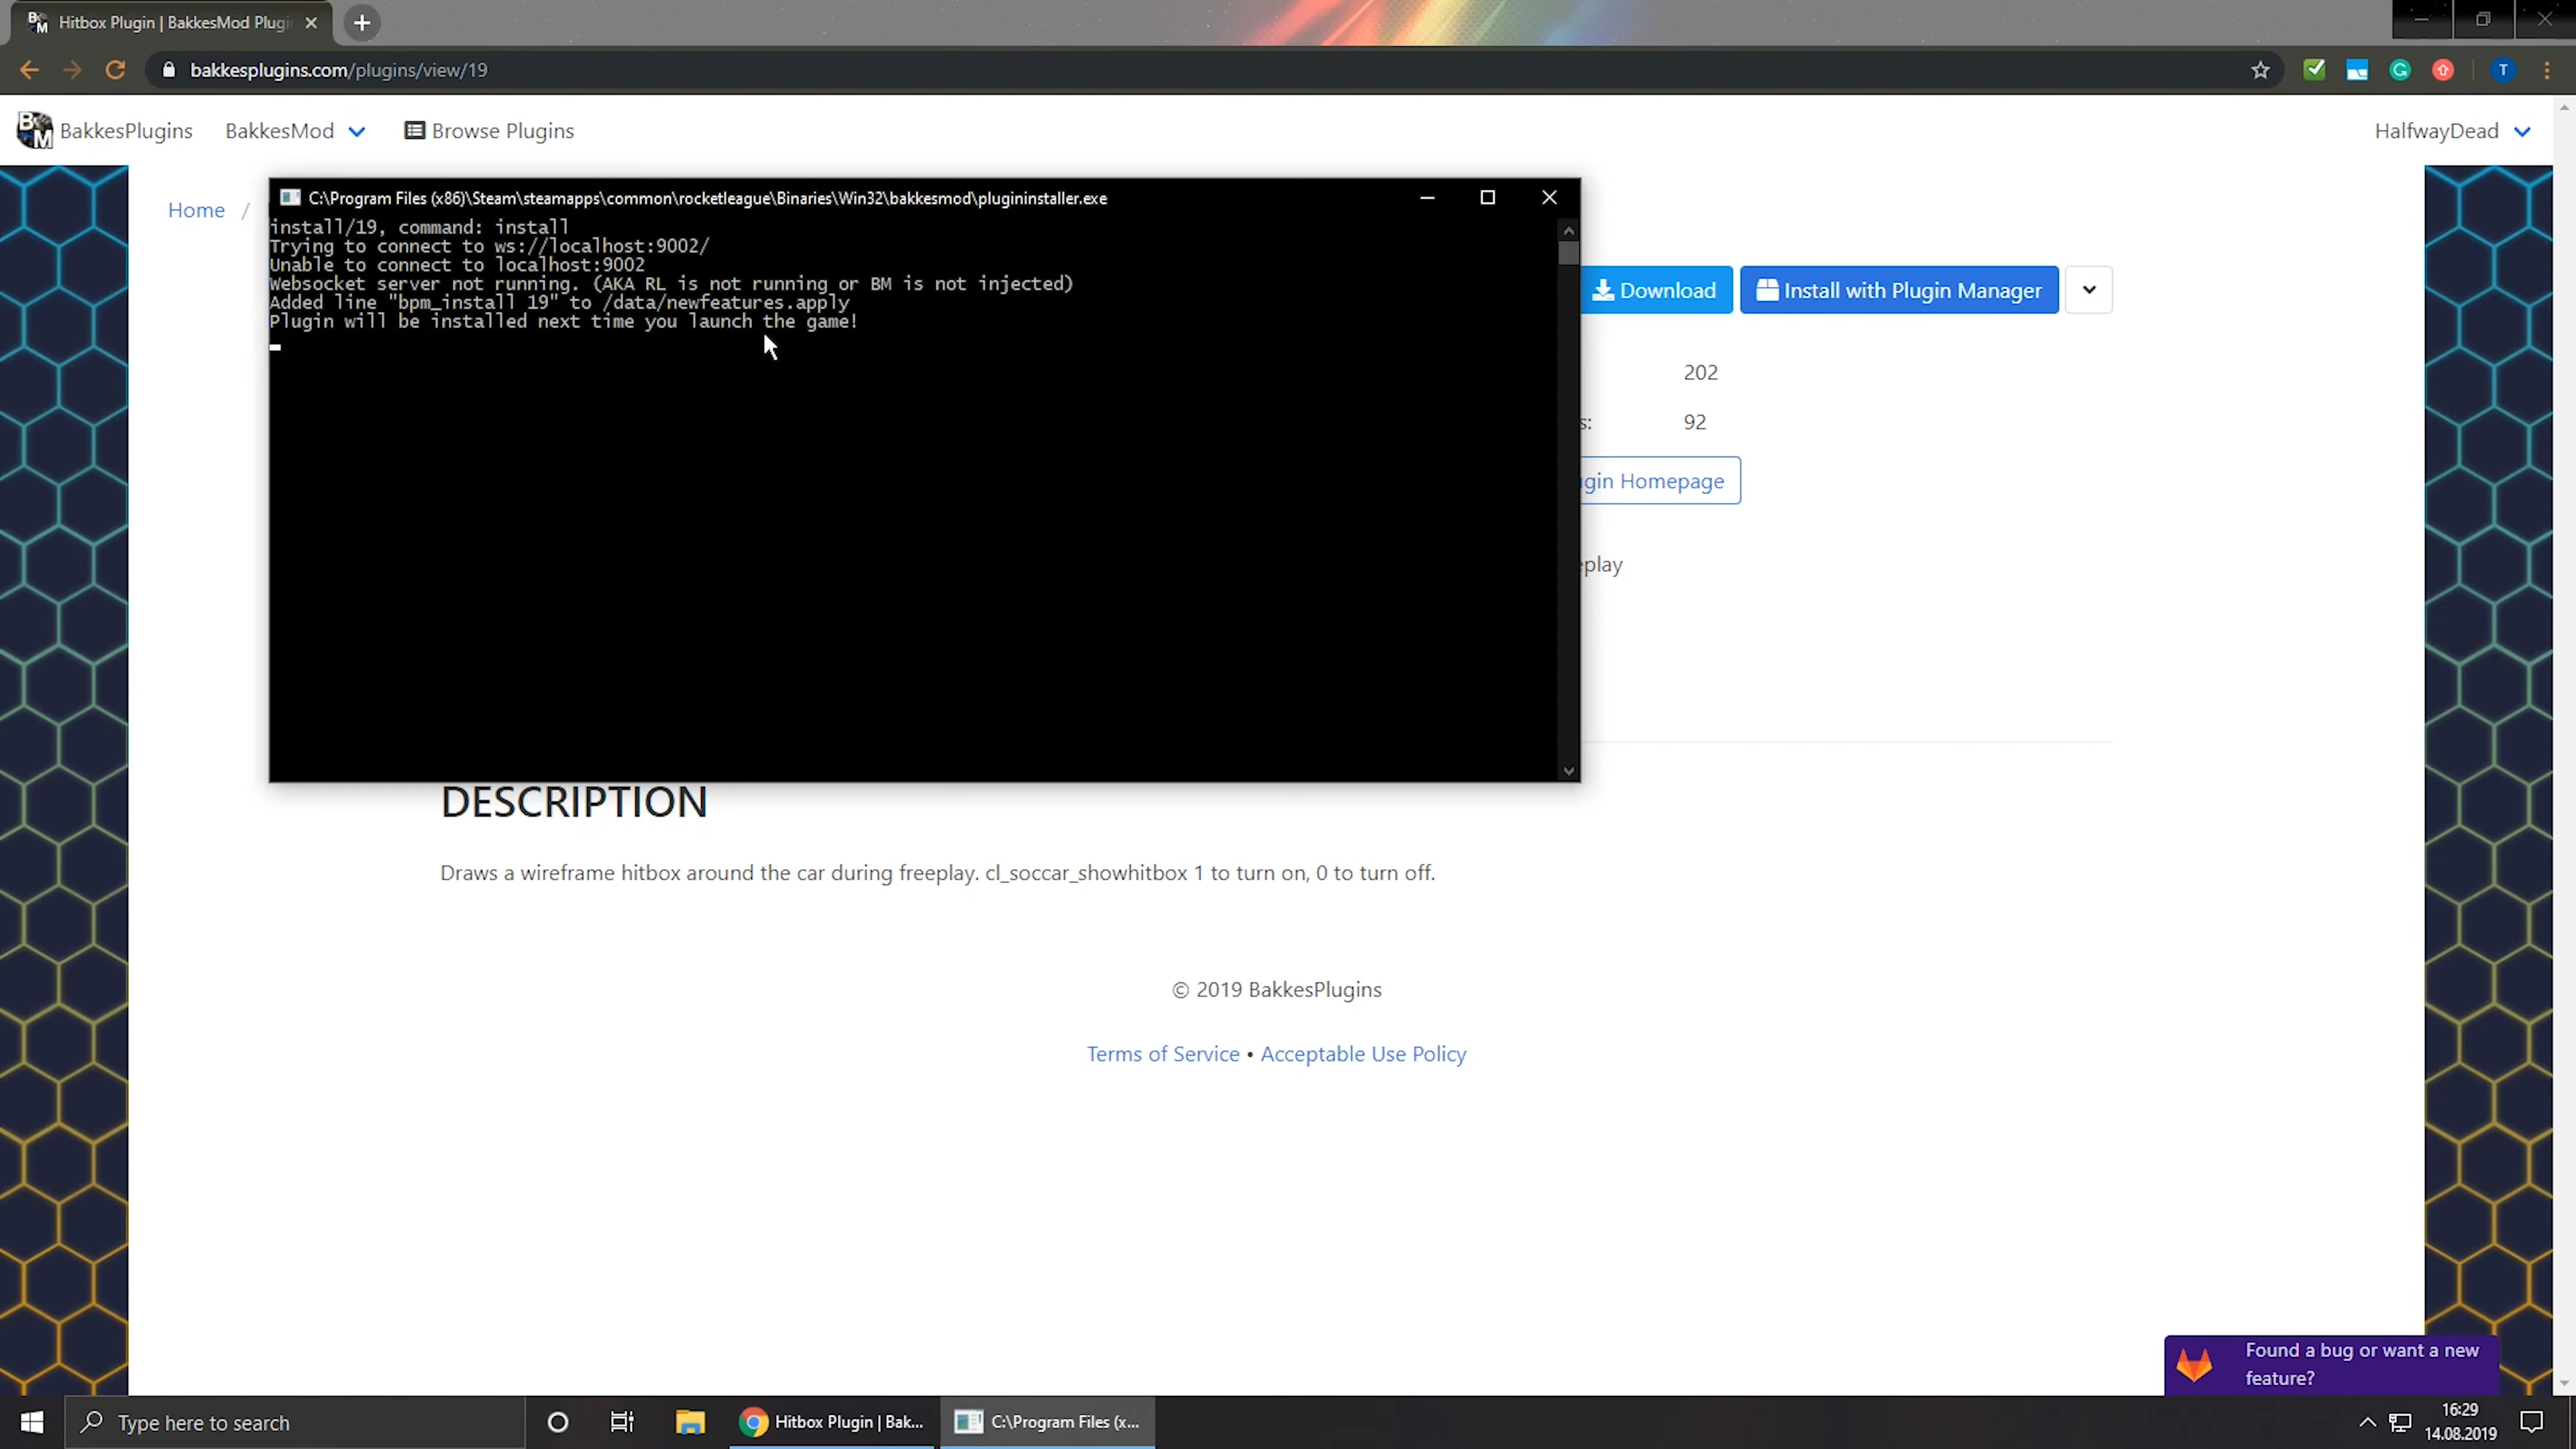 Hitbox Plugin | BakkesMod Plugi
bakkesplugins.com/plugins/view/19
T
BakkesPlugins
BakkesMod
Browse Plugins
HalfwayDead
Home /
C:\Program Files (x86)\Steam\steamapps\common\rocketleague\Binaries\Win32\bakkesmod\plugininstaller.exe
install/19, command: install
Trying to connect to ws://localhost:9002/
Unable to connect to localhost:9002
Websocket server not running. (AKA RL is not running or BM is not injected)
Added line "bpm_install 19" to /data/newfeatures.apply
Plugin will be installed next time you launch the game!
Download
Install with Plugin Manager
202
s: 92
gin Homepage
play
DESCRIPTION
Draws a wireframe hitbox around the car during freeplay. cl_soccar_showhitbox 1 to turn on, 0 to turn off.
© 2019 BakkesPlugins
Terms of Service • Acceptable Use Policy
Found a bug or want a new
feature?
Type here to search
Hitbox Plugin | Bak...
C:\Program Files (x...
16:29
14.08.2019